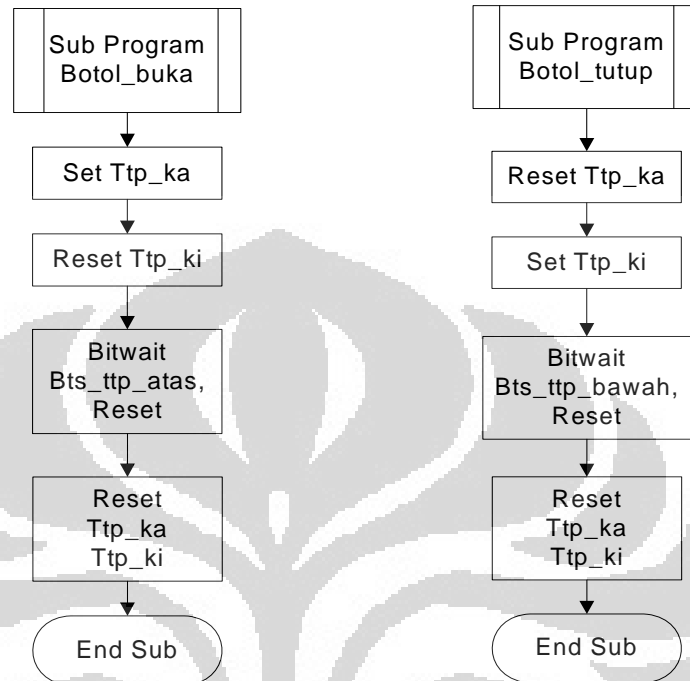 Sub Program
Botol_buka
Set Ttp_ka
Reset Ttp_ki
Bitwait
Bts_ttp_atas,
Reset
Reset
Ttp_ka
Ttp_ki
End Sub
Sub Program
Botol_tutup
Reset Ttp_ka
Set Ttp_ki
Bitwait
Bts_ttp_bawah,
Reset
Reset
Ttp_ka
Ttp_ki
End Sub